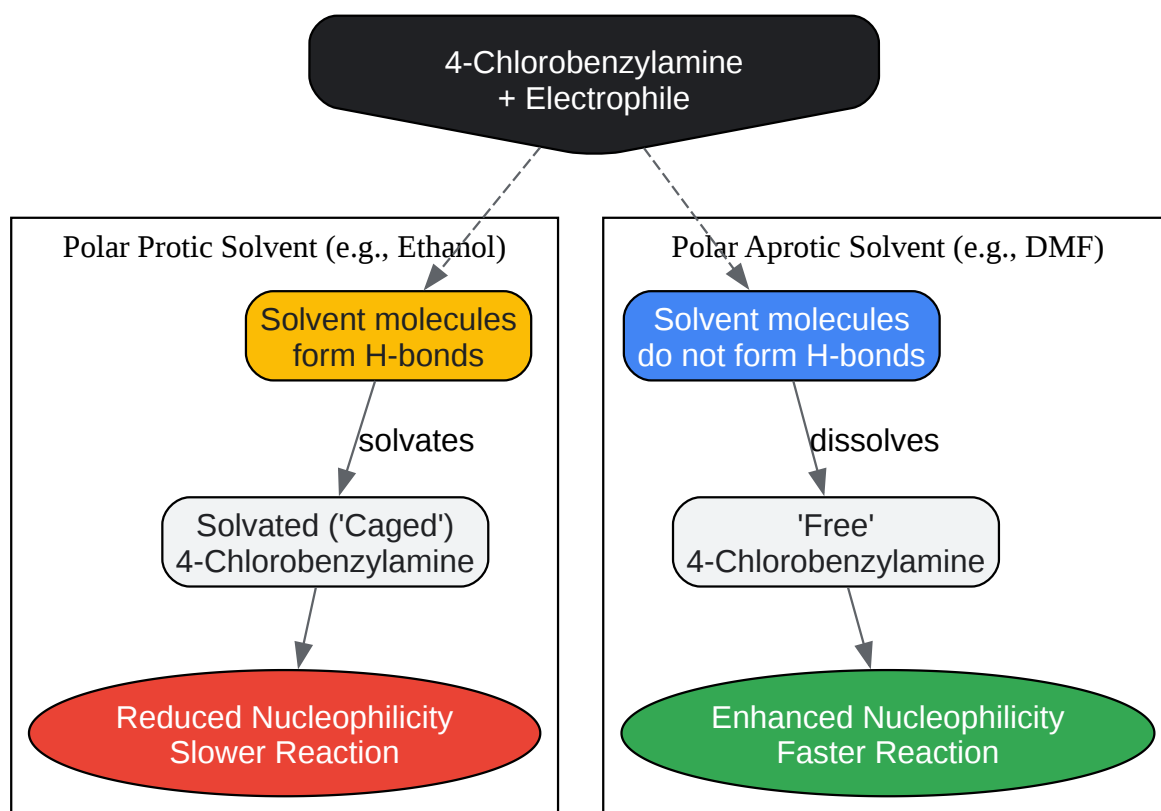 4-Chlorobenzylamine
+ Electrophile
Polar Protic Solvent (e.g., Ethanol)
Solvent molecules
form H-bonds
solvates
Solvated ('Caged')
4-Chlorobenzylamine
Reduced Nucleophilicity
Slower Reaction
Polar Aprotic Solvent (e.g., DMF)
Solvent molecules
do not form H-bonds
dissolves
'Free'
4-Chlorobenzylamine
Enhanced Nucleophilicity
Faster Reaction